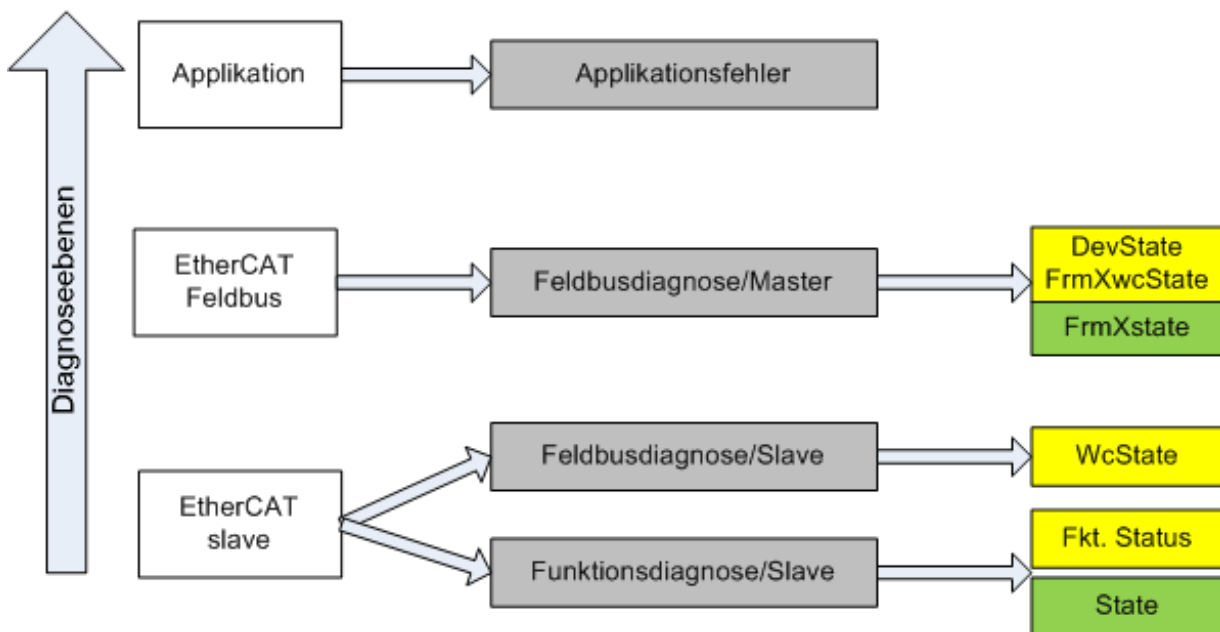 Diagnoseebenen
Applikation
Applikationsfehler
EtherCAT
Feldbus
Feldbusdiagnose/Master
DevState
FrmXwcState
FrmXstate
EtherCAT
slave
Feldbusdiagnose/Slave
WcState
Funktionsdiagnose/Slave
Fkt. Status
State